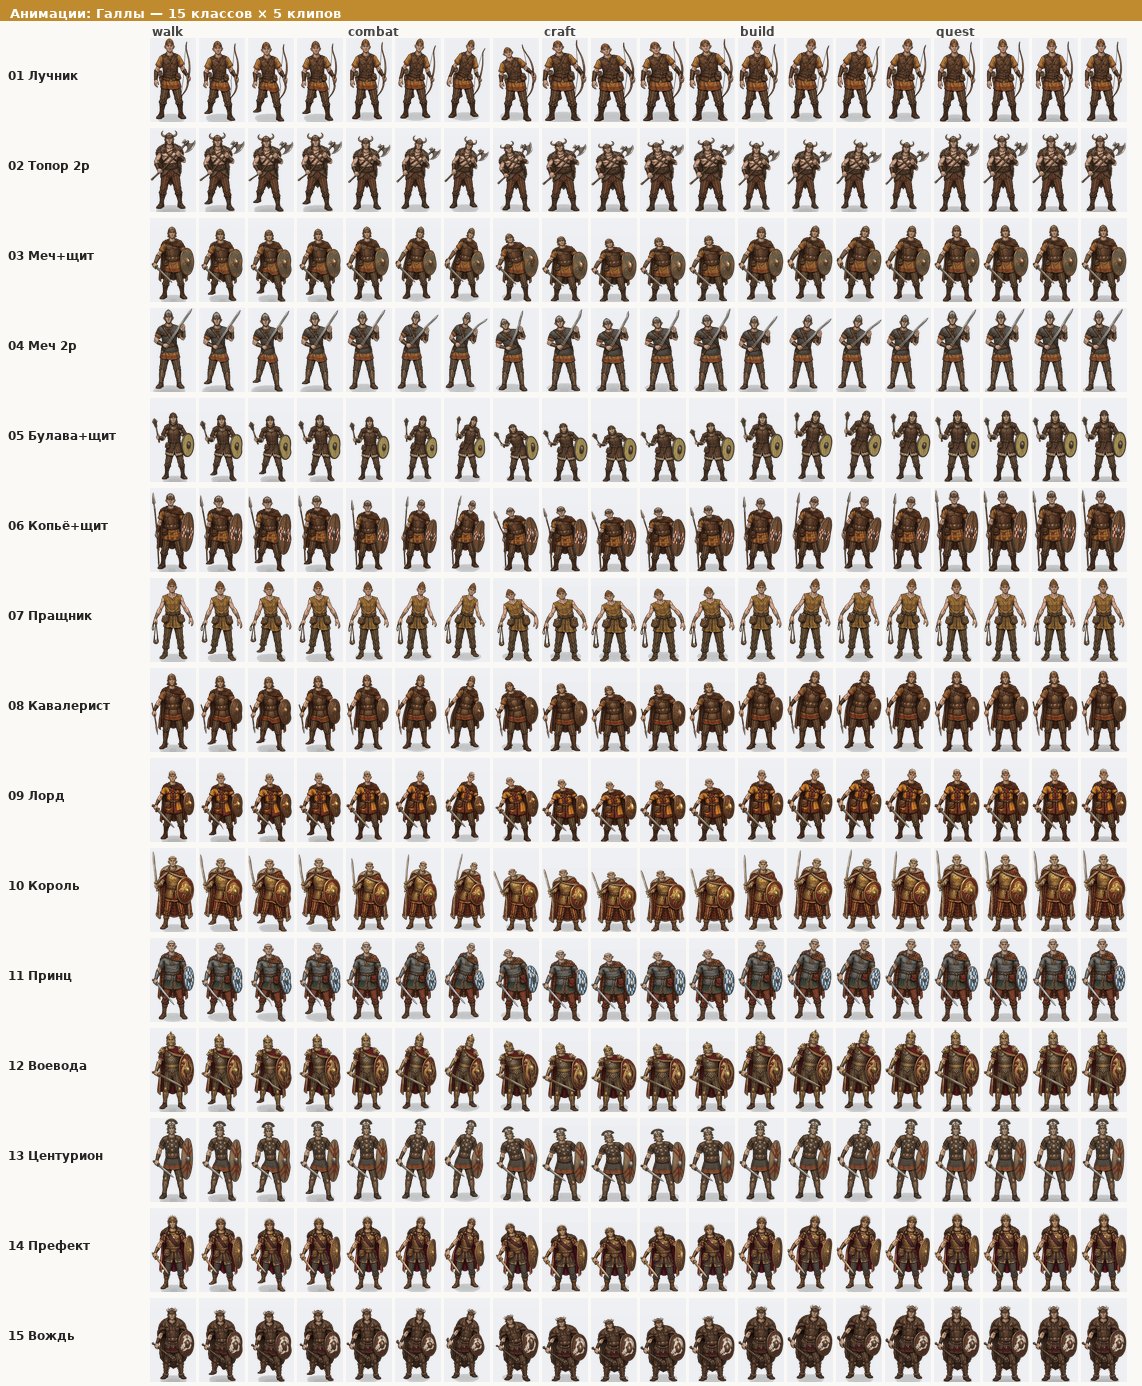 Анимации: Галлы — 15 классов × 5 клипов
walk combat craft build quest
01 Лучник
02 Топор 2р
03 Меч+щит
04 Меч 2р
05 Булава+щит
06 Копьё+щит
07 Пращник
08 Кавалерист
09 Лорд
10 Король
11 Принц
12 Воевода
13 Центурион
14 Префект
15 Вождь